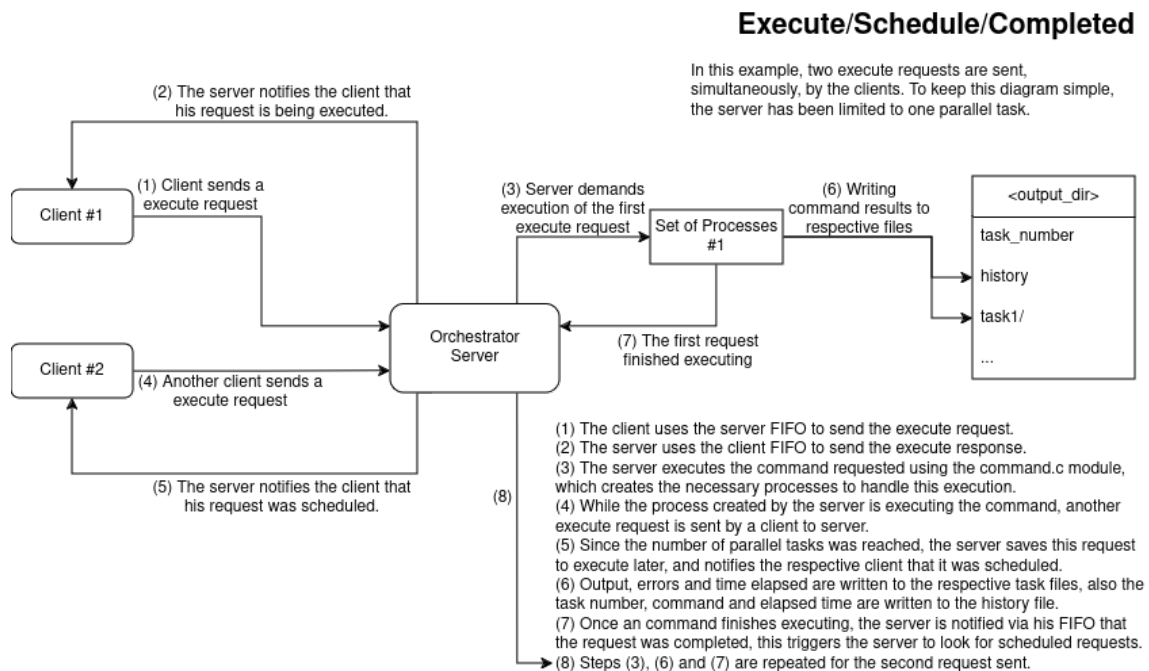 Execute/Schedule/Completed
In this example, two execute requests are sent,
simultaneously, by the clients. To keep this diagram simple,
the server has been limited to one parallel task.
(2) The server notifies the client that
his request is being executed.
(1) Client sends a
execute request
Client #1
(3) Server demands
execution of the first
execute request
Set of Processes
#1
(6) Writing
command results to
respective files
<output_dir>
task_number
history
task1/
...
Orchestrator
Server
(7) The first request
finished executing
Client #2
(4) Another client sends a
execute request
(5) The server notifies the client that
his request was scheduled.
(8)
(1) The client uses the server FIFO to send the execute request.
(2) The server uses the client FIFO to send the execute response.
(3) The server executes the command requested using the command.c module,
which creates the necessary processes to handle this execution.
(4) While the process created by the server is executing the command, another
execute request is sent by a client to server.
(5) Since the number of parallel tasks was reached, the server saves this request
to execute later, and notifies the respective client that it was scheduled.
(6) Output, errors and time elapsed are written to the respective task files, also the
task number, command and elapsed time are written to the history file.
(7) Once an command finishes executing, the server is notified via his FIFO that
the request was completed, this triggers the server to look for scheduled requests.
(8) Steps (3), (6) and (7) are repeated for the second request sent.